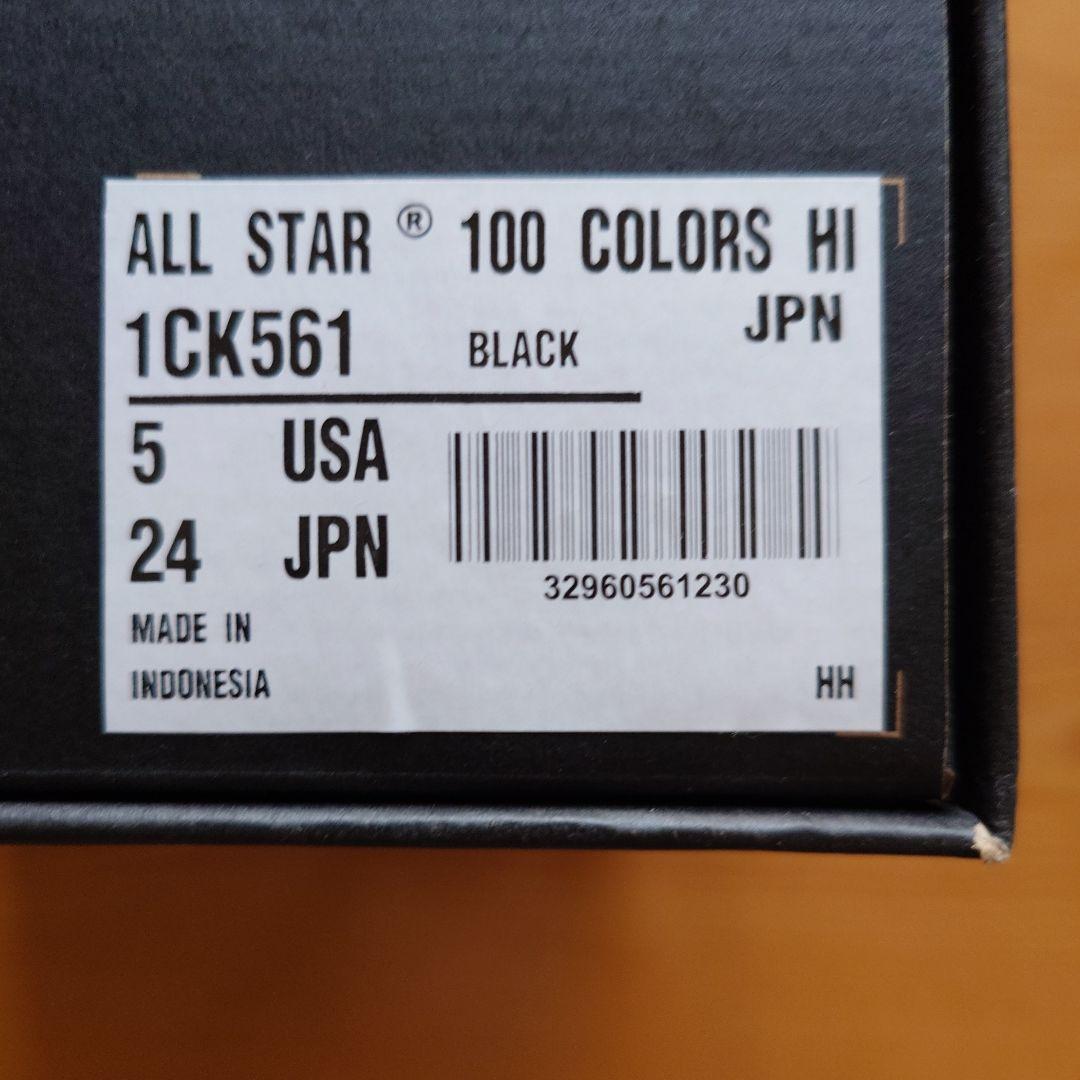 ALL STAR ® 100 COLORS HI
1CK561 BLACK JPN
5 USA
24 JPN
32960561230
MADE IN
INDONESIA
HH